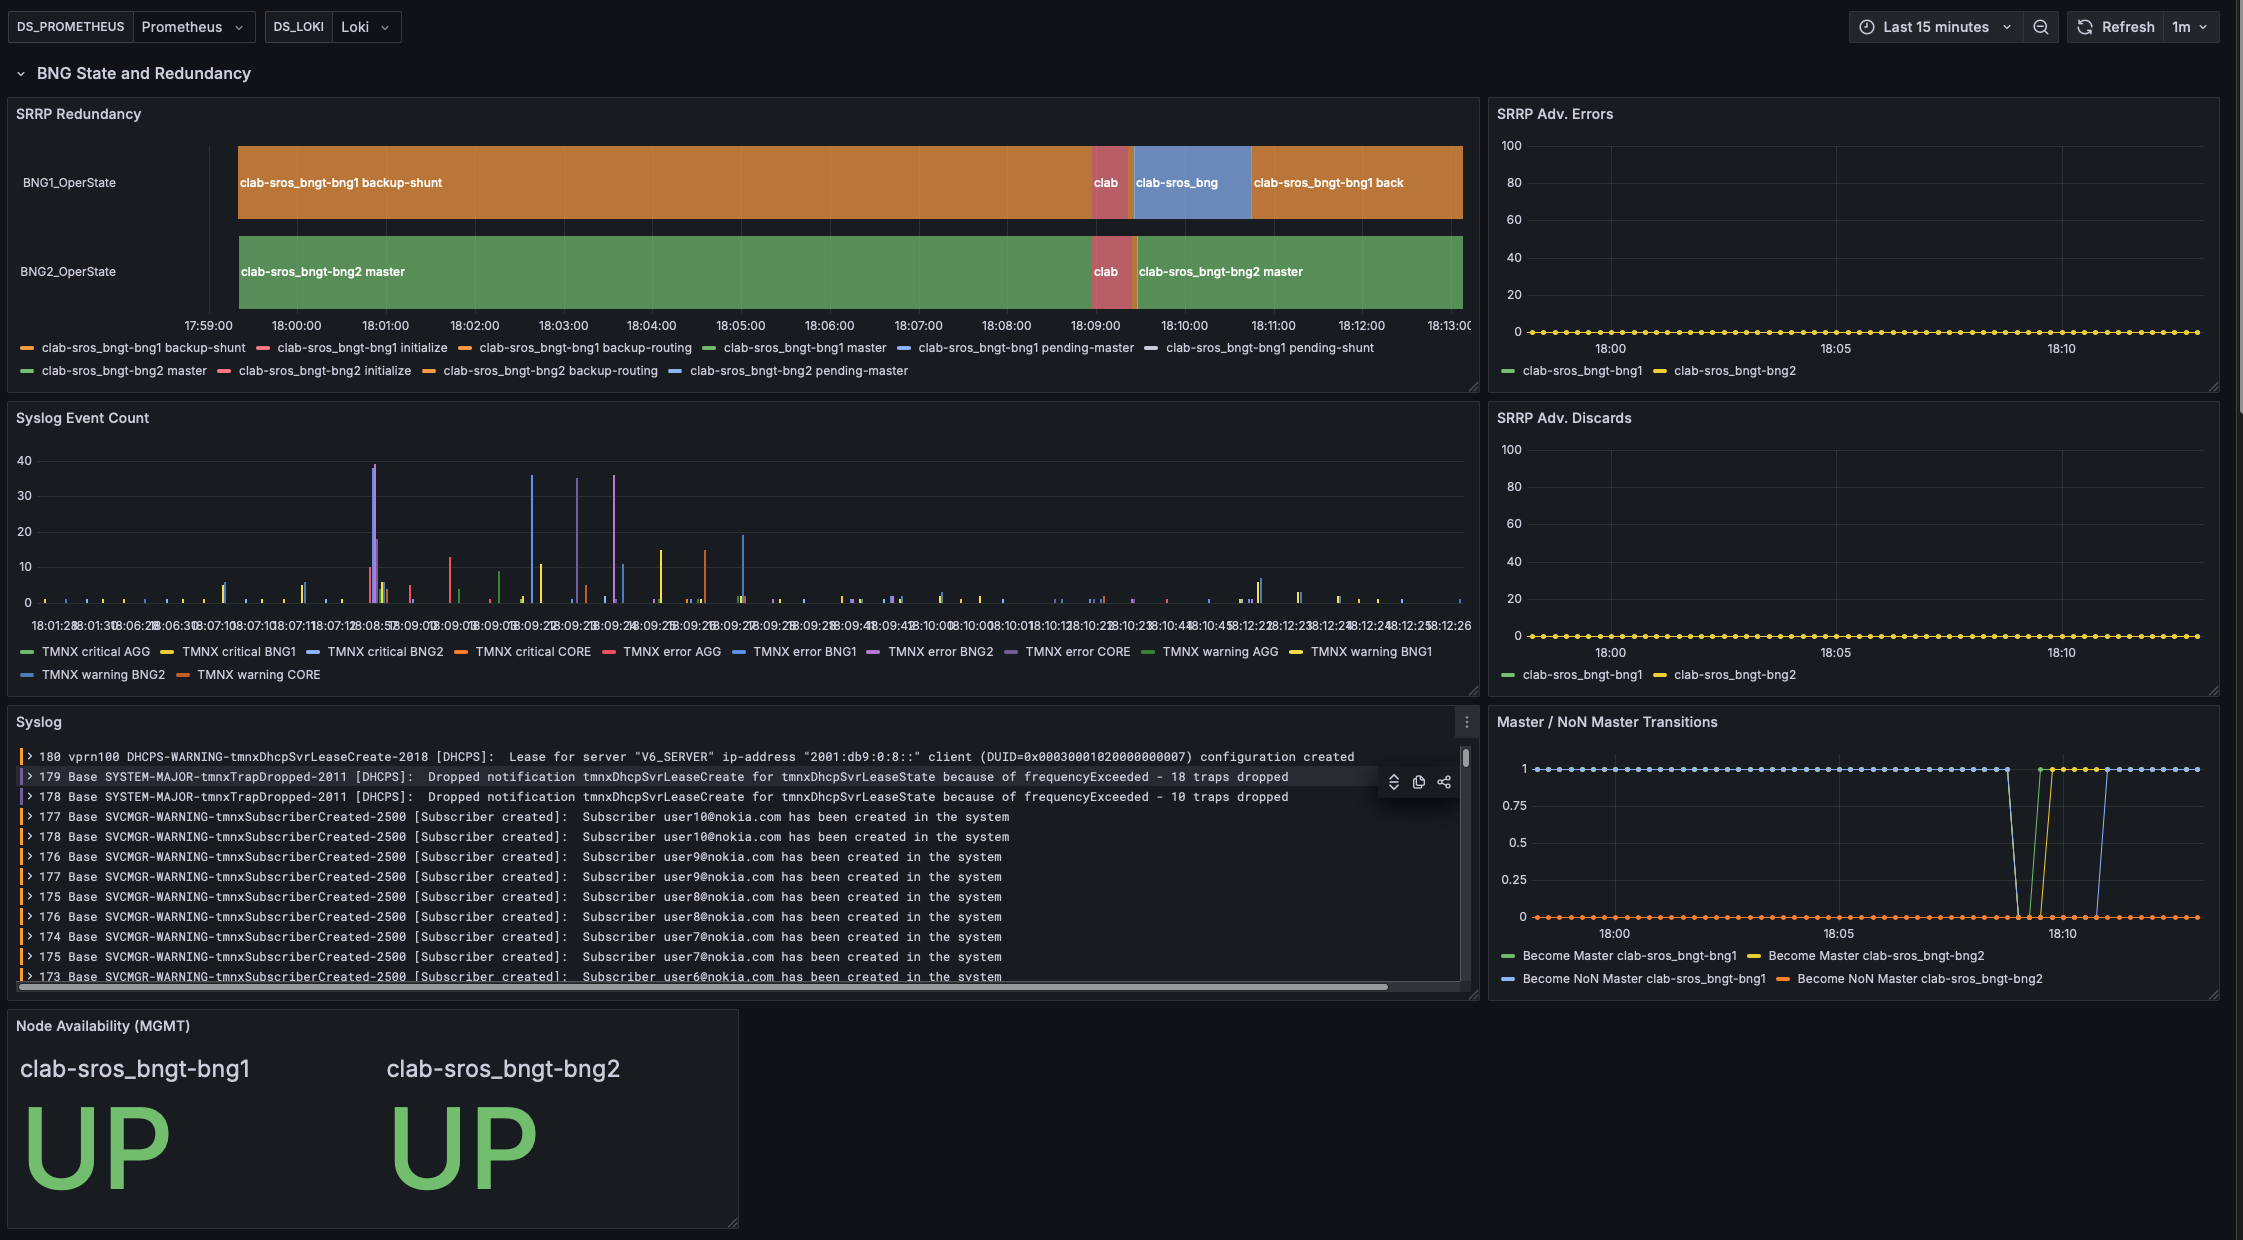 DS_PROMETHEUS Prometheus DS_LOKI Loki Last 15 minutes Refresh 1m
BNG State and Redundancy
SRRP Redundancy
BNG1_OperState
clab-sros_bngt-bng1 backup-shunt clab clab-sros_bng clab-sros_bngt-bng1 back
BNG2_OperState
clab-sros_bngt-bng2 master clab clab-sros_bngt-bng2 master
17:59:00 18:00:00 18:01:00 18:02:00 18:03:00 18:04:00 18:05:00 18:06:00 18:07:00 18:08:00 18:09:00 18:10:00 18:11:00 18:12:00 18:13:00
clab-sros_bngt-bng1 backup-shunt clab-sros_bngt-bng1 initialize clab-sros_bngt-bng1 backup-routing clab-sros_bngt-bng1 master clab-sros_bngt-bng1 pending-master clab-sros_bngt-bng1 pending-shunt
clab-sros_bngt-bng2 master clab-sros_bngt-bng2 initialize clab-sros_bngt-bng2 backup-routing clab-sros_bngt-bng2 pending-master
SRRP Adv. Errors
100
80
60
40
20
0
18:00 18:05 18:10
clab-sros_bngt-bng1 clab-sros_bngt-bng2
Syslog Event Count
40
30
20
10
0
TMNX critical AGG TMNX critical BNG1 TMNX critical BNG2 TMNX critical CORE TMNX error AGG TMNX error BNG1 TMNX error BNG2 TMNX error CORE TMNX warning AGG TMNX warning BNG1
TMNX warning BNG2 TMNX warning CORE
SRRP Adv. Discards
100
80
60
40
20
0
18:00 18:05 18:10
clab-sros_bngt-bng1 clab-sros_bngt-bng2
Syslog
180 vprn100 DHCPS-WARNING-tmnxDhcpSvrLeaseCreate-2018 [DHCPS]: Lease for server "V6_SERVER" ip-address "2001:db9:0:8::" client (DUID=0x00030001020000000007) configuration created
179 Base SYSTEM-MAJOR-tmnxTrapDropped-2011 [DHCPS]: Dropped notification tmnxDhcpSvrLeaseCreate for tmnxDhcpSvrLeaseState because of frequencyExceeded - 18 traps dropped
178 Base SYSTEM-MAJOR-tmnxTrapDropped-2011 [DHCPS]: Dropped notification tmnxDhcpSvrLeaseCreate for tmnxDhcpSvrLeaseState because of frequencyExceeded - 10 traps dropped
177 Base SVCMGR-WARNING-tmnxSubscriberCreated-2500 [Subscriber created]: Subscriber user10@nokia.com has been created in the system
178 Base SVCMGR-WARNING-tmnxSubscriberCreated-2500 [Subscriber created]: Subscriber user10@nokia.com has been created in the system
176 Base SVCMGR-WARNING-tmnxSubscriberCreated-2500 [Subscriber created]: Subscriber user9@nokia.com has been created in the system
177 Base SVCMGR-WARNING-tmnxSubscriberCreated-2500 [Subscriber created]: Subscriber user9@nokia.com has been created in the system
175 Base SVCMGR-WARNING-tmnxSubscriberCreated-2500 [Subscriber created]: Subscriber user8@nokia.com has been created in the system
176 Base SVCMGR-WARNING-tmnxSubscriberCreated-2500 [Subscriber created]: Subscriber user8@nokia.com has been created in the system
174 Base SVCMGR-WARNING-tmnxSubscriberCreated-2500 [Subscriber created]: Subscriber user7@nokia.com has been created in the system
175 Base SVCMGR-WARNING-tmnxSubscriberCreated-2500 [Subscriber created]: Subscriber user7@nokia.com has been created in the system
173 Base SVCMGR-WARNING-tmnxSubscriberCreated-2500 [Subscriber created]: Subscriber user6@nokia.com has been created in the system
Master / NoN Master Transitions
1
0.75
0.5
0.25
0
18:00 18:05 18:10
Become Master clab-sros_bngt-bng1 Become Master clab-sros_bngt-bng2
Become NoN Master clab-sros_bngt-bng1 Become NoN Master clab-sros_bngt-bng2
Node Availability (MGMT)
clab-sros_bngt-bng1 clab-sros_bngt-bng2
UP UP